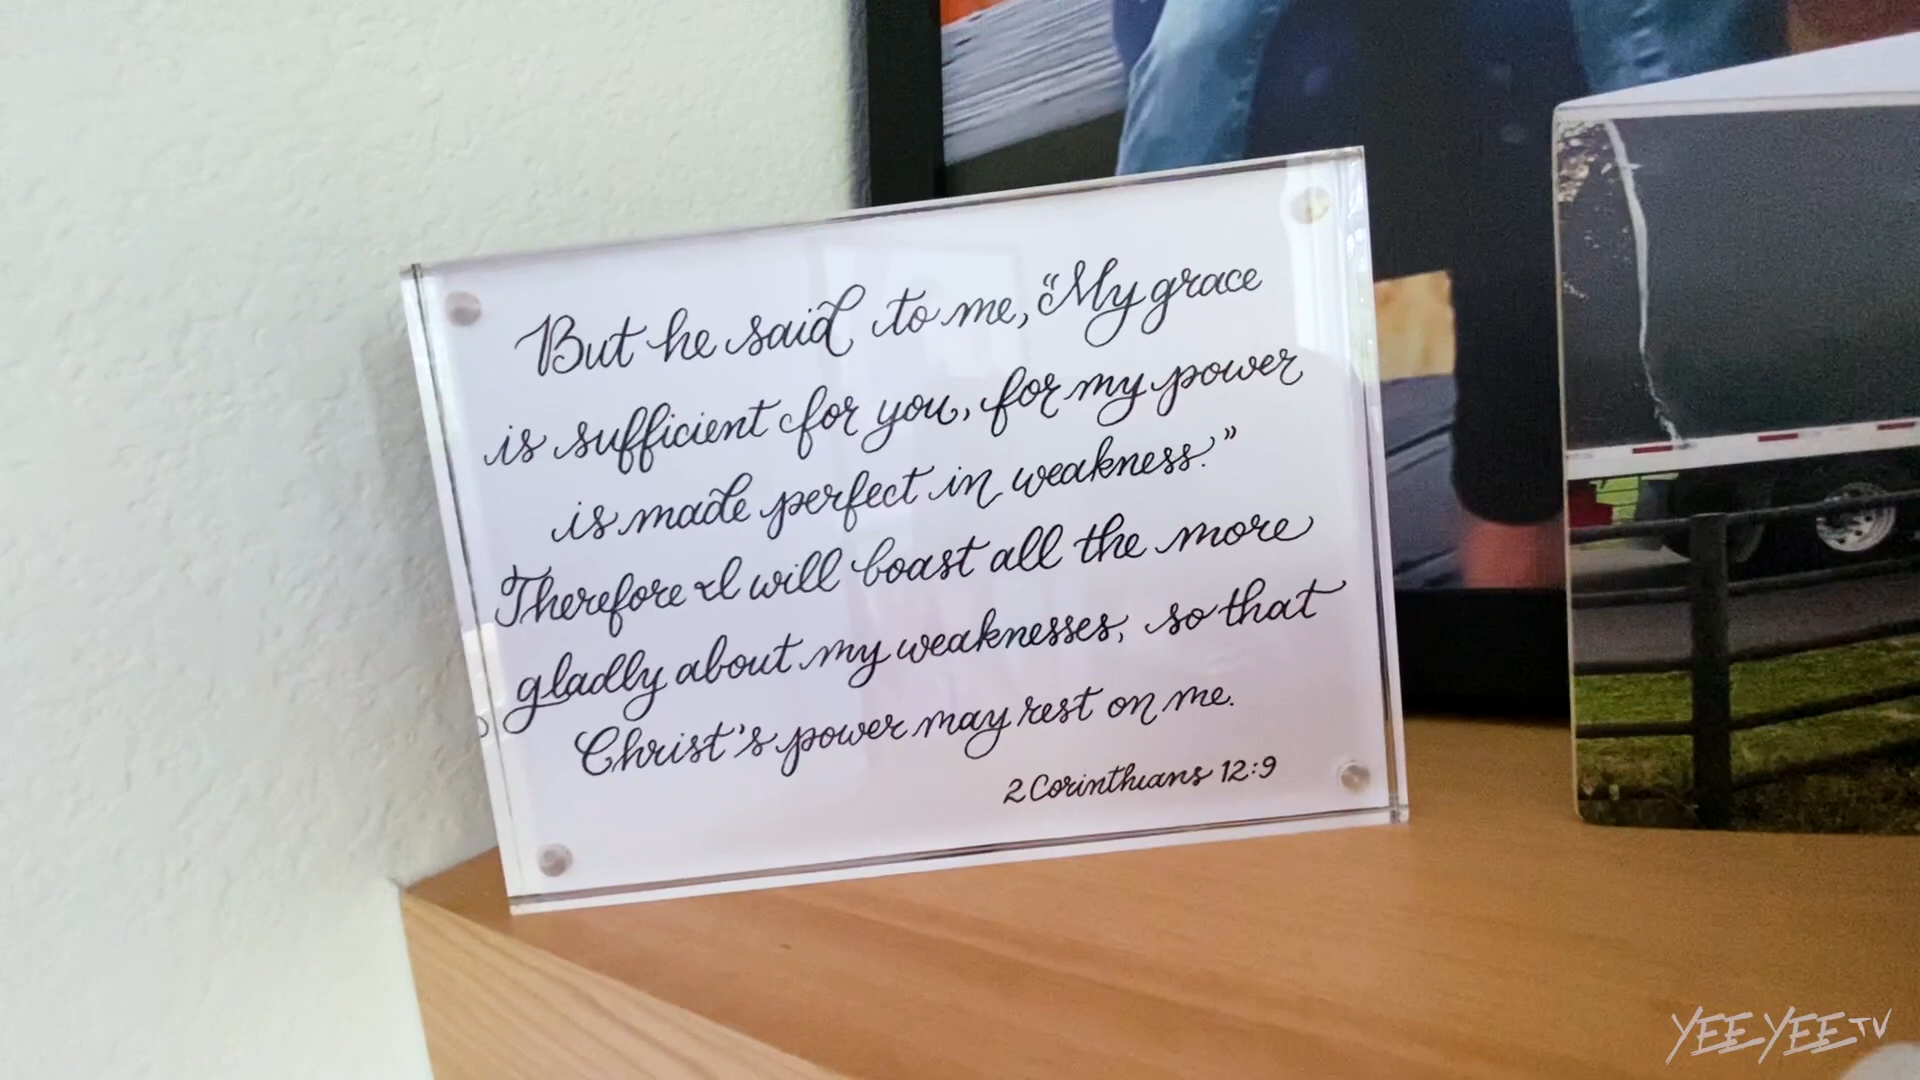 But he said to me, “My grace
is sufficient for you, for my power
is made perfect in weakness.”
Therefore I will boast all the more
gladly about my weaknesses, so that
Christ's power may rest on me.
2 Corinthians 12:9
YEE YEE TV